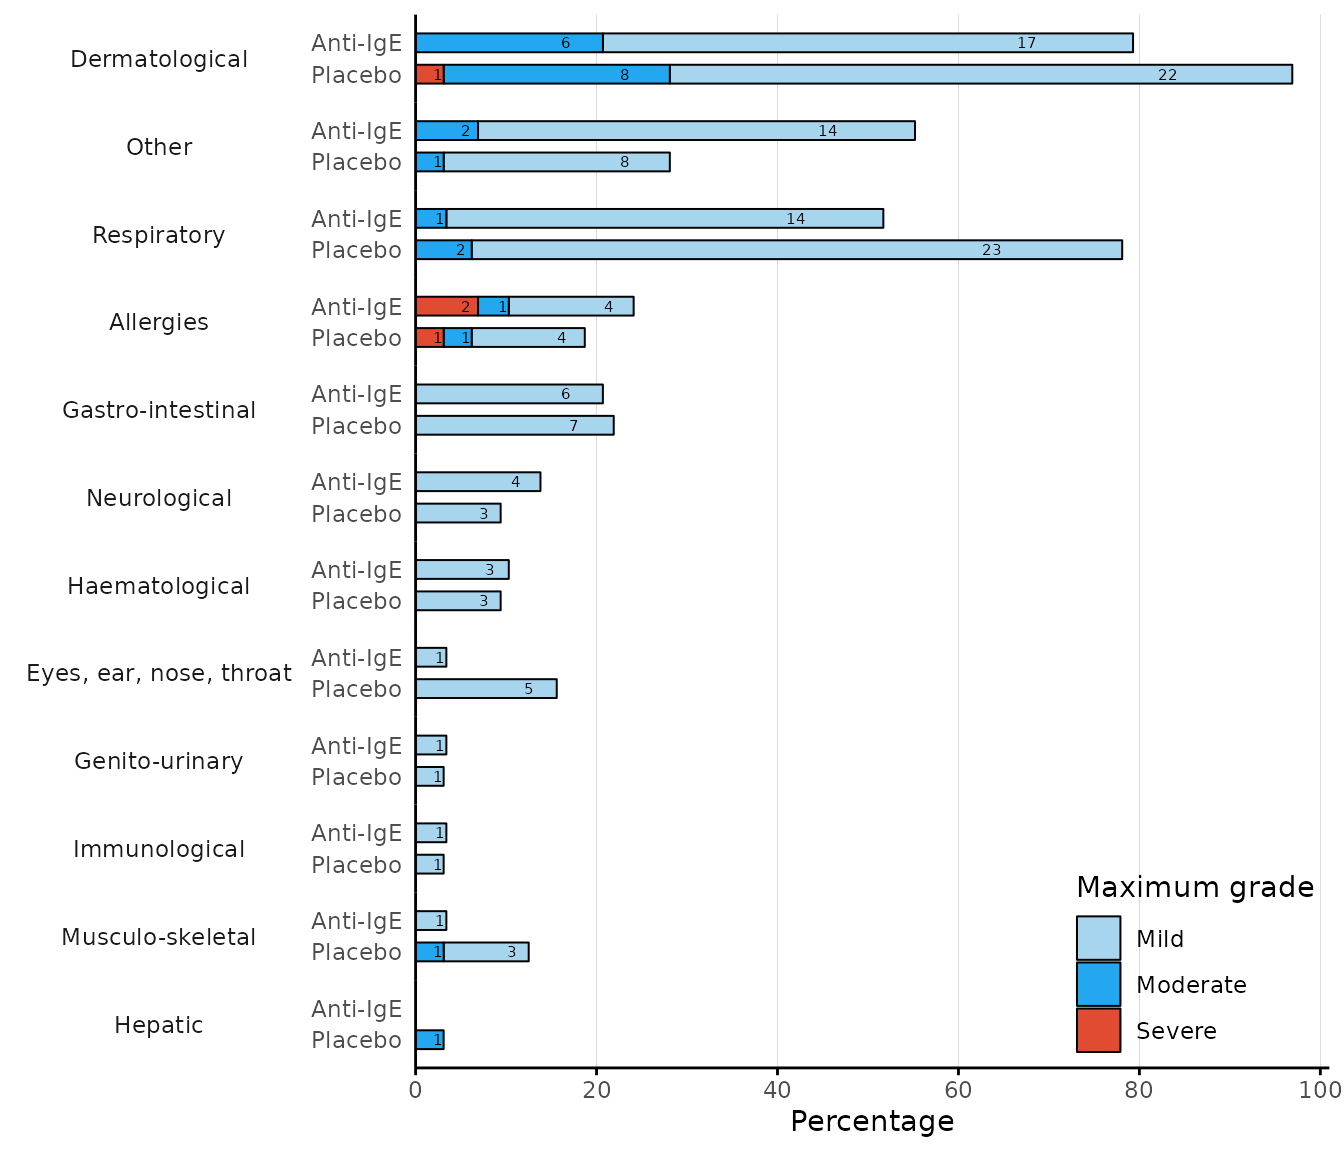 Dermatological
Anti-IgE 6 17
Placebo 1 8 22
Other
Anti-IgE 2 14
Placebo 1 8
Respiratory
Anti-IgE 1 14
Placebo 2 23
Allergies
Anti-IgE 2 1 4
Placebo 1 1 4
Gastro-intestinal
Anti-IgE 6
Placebo 7
Neurological
Anti-IgE 4
Placebo 3
Haematological
Anti-IgE 3
Placebo 3
Eyes, ear, nose, throat
Anti-IgE 1
Placebo 5
Genito-urinary
Anti-IgE 1
Placebo 1
Immunological
Anti-IgE 1
Placebo 1
Musculo-skeletal
Anti-IgE 1
Placebo 1 3
Hepatic
Anti-IgE
Placebo 1
Maximum grade
Mild
Moderate
Severe
0 20 40 60 80 100
Percentage